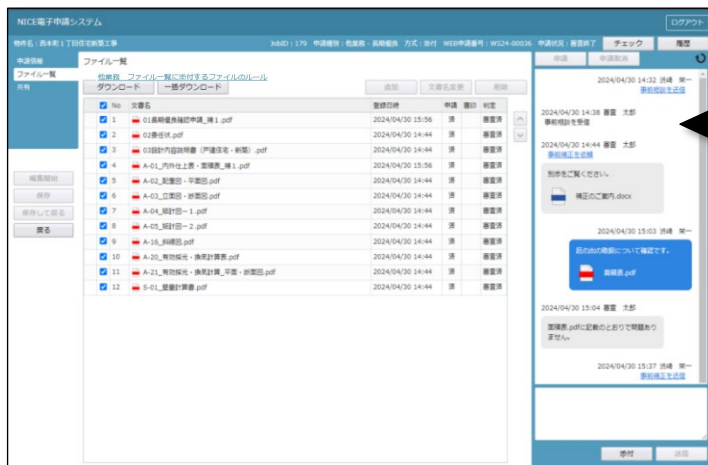 NICE電子申請システム
ログアウト
物件名：西本町１丁目住宅新築工事
JobID：179 申請種別：他業務・長期優良 方式：添付 WEB申請番号：WS24-00036 申請状況：審査終了
チェック
履歴
申請情報
ファイル一覧
共有
編集開始
保存
保存して戻る
戻る
ファイル一覧
他業務 ファイル一覧に添付するファイルのルール
ダウンロード
一括ダウンロード
追加
文書名変更
削除
No 文書名 登録日時 申請 審印 判定
1 01長期優良確認申請_補１.pdf 2024/04/30 15:56 済 審査済
2 02委任状.pdf 2024/04/30 14:44 済 審査済
3 03設計内容説明書（戸建住宅・新築）.pdf 2024/04/30 14:44 済 審査済
4 A-01_内外仕上表・面積表_補１.pdf 2024/04/30 15:56 済 審査済
5 A-02_配置図・平面図.pdf 2024/04/30 14:44 済 審査済
6 A-03_立面図・断面図.pdf 2024/04/30 14:44 済 審査済
7 A-04_矩計図－１.pdf 2024/04/30 14:44 済 審査済
8 A-05_矩計図－２.pdf 2024/04/30 14:44 済 審査済
9 A-16_斜線図.pdf 2024/04/30 14:44 済 審査済
10 A-20_有効採光・換気計算表.pdf 2024/04/30 14:44 済 審査済
11 A-21_有効採光・換気計算_平面・断面図.pdf 2024/04/30 14:44 済 審査済
12 S-01_壁量計算書.pdf 2024/04/30 14:44 済 審査済
申請
申請取消
2024/04/30 14:32 渋崎 栄一
事前相談を送信
2024/04/30 14:38 審査 太郎
事前相談を受信
2024/04/30 14:44 審査 太郎
事前補正を依頼
別添をご覧ください。
補正のご案内.docx
2024/04/30 15:03 渋崎 栄一
庇の出の取扱について確認です。
面積表.pdf
2024/04/30 15:04 審査 太郎
面積表.pdfに記載のとおりで問題ありません。
2024/04/30 15:37 渋崎 栄一
事前補正を送信
添付
送信